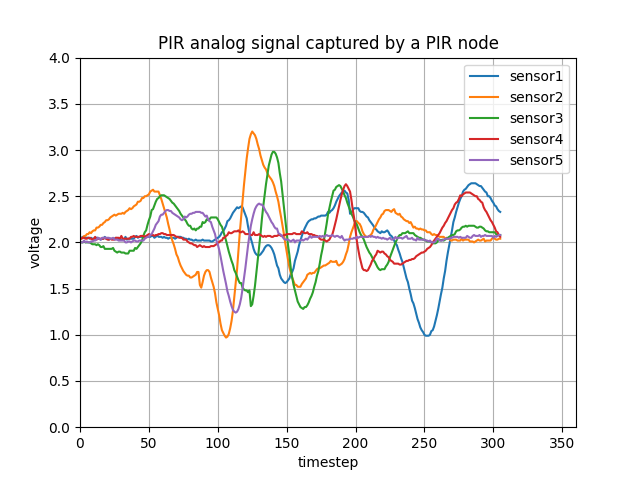 PIR analog signal captured by a PIR node
4.0
3.5
3.0
2.5
2.0
1.5
1.0
0.5
0.0
voltage
sensor1
sensor2
sensor3
sensor4
sensor5
0 50 100 150 200 250 300 350
timestep